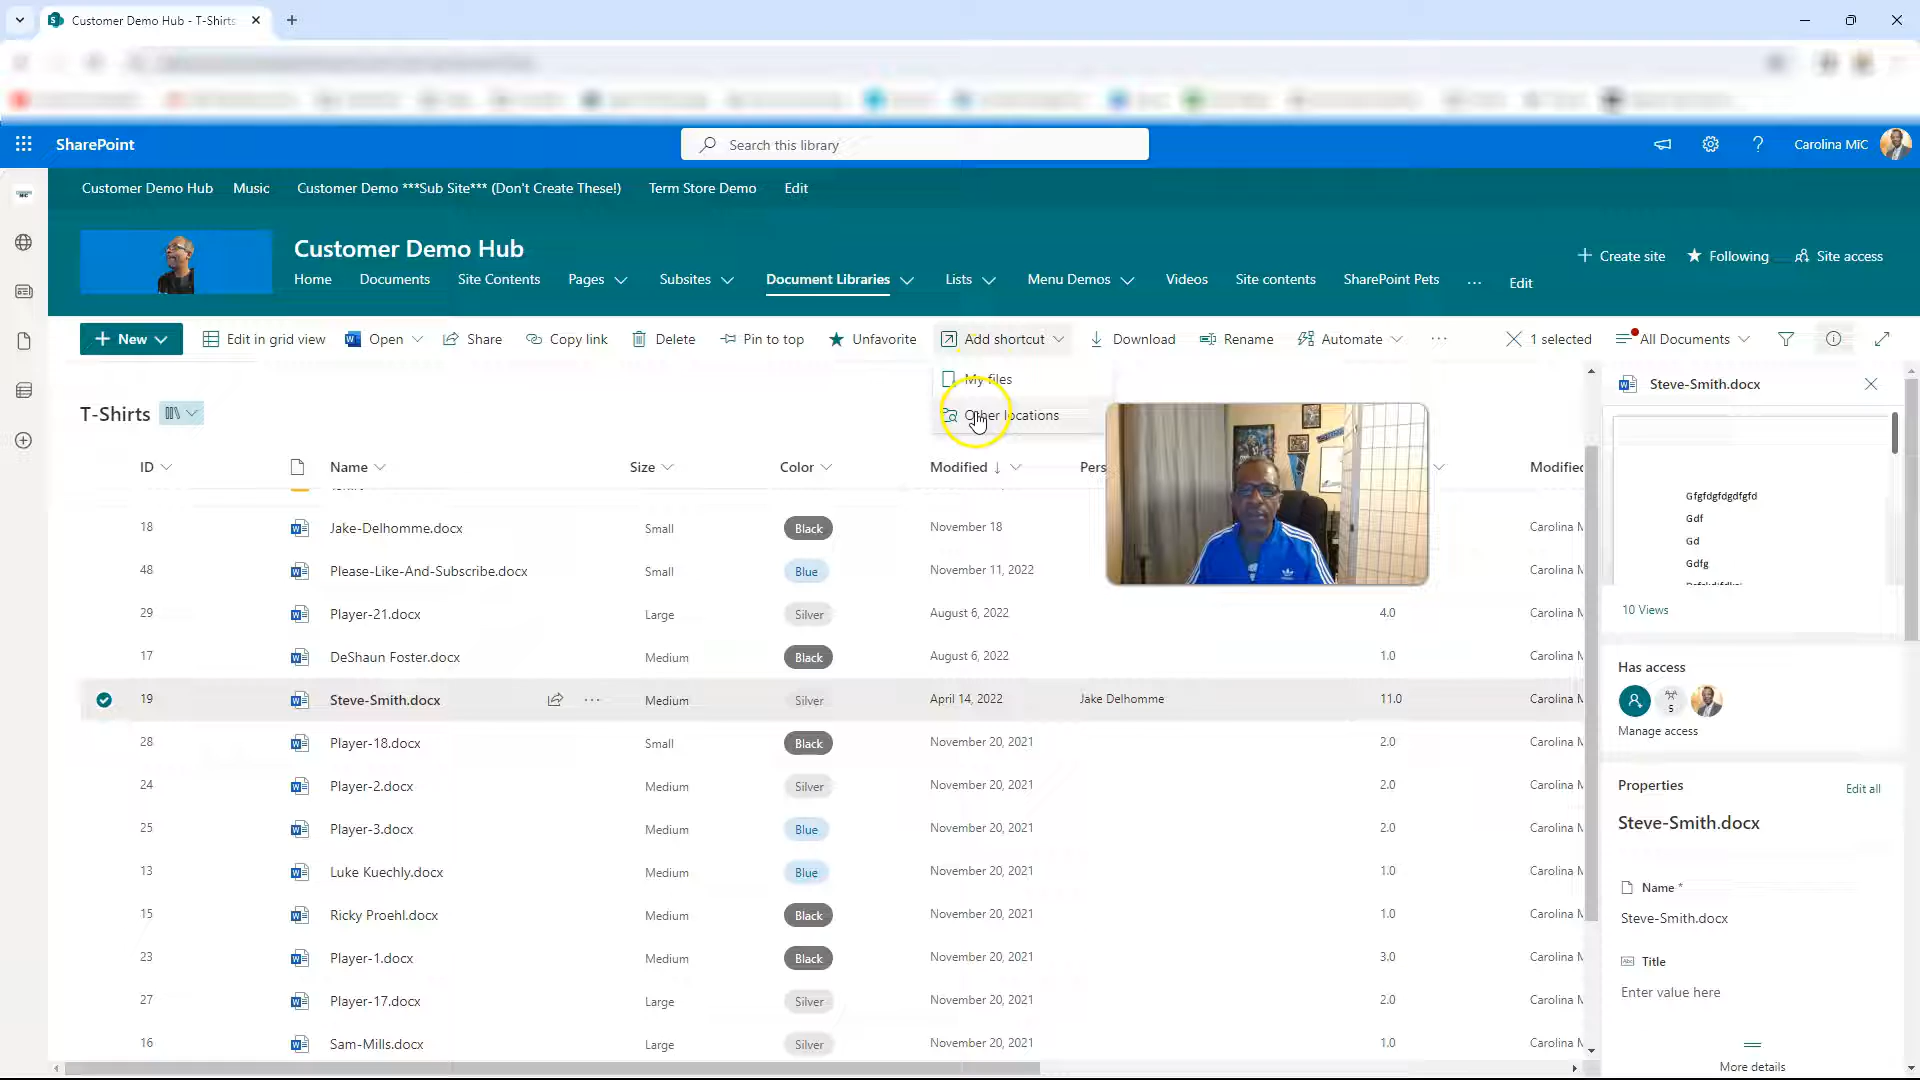 Customer Demo Hub - T-Shirts
SharePoint
Search this library
Carolina MiC
Customer Demo Hub Music Customer Demo ***Sub Site*** (Don't Create These!) Term Store Demo Edit
Customer Demo Hub
Create site Following Site access
Home Documents Site Contents Pages Subsites Document Libraries Lists Menu Demos Videos Site contents SharePoint Pets ... Edit
New Edit in grid view Open Share Copy link Delete Pin to top Unfavorite Add shortcut Download Rename Automate ... 1 selected All Documents
My files
Other locations
T-Shirts
ID Name Size Color Modified Pers Modified
18 Jake-Delhomme.docx Small Black November 18 Carolina M
48 Please-Like-And-Subscribe.docx Small Blue November 11, 2022 Carolina M
29 Player-21.docx Large Silver August 6, 2022 4.0 Carolina M
17 DeShaun Foster.docx Medium Black August 6, 2022 1.0 Carolina M
19 Steve-Smith.docx ... Medium Silver April 14, 2022 Jake Delhomme 11.0 Carolina M
28 Player-18.docx Small Black November 20, 2021 2.0 Carolina M
24 Player-2.docx Medium Silver November 20, 2021 2.0 Carolina M
25 Player-3.docx Medium Blue November 20, 2021 2.0 Carolina M
13 Luke Kuechly.docx Medium Blue November 20, 2021 1.0 Carolina M
15 Ricky Proehl.docx Medium Black November 20, 2021 1.0 Carolina M
23 Player-1.docx Medium Black November 20, 2021 3.0 Carolina M
27 Player-17.docx Large Silver November 20, 2021 2.0 Carolina M
16 Sam-Mills.docx Large Silver November 20, 2021 1.0 Carolina M
Steve-Smith.docx
Gfgfdgfdgdfgfd
Gdf
Gd
Gdfg
10 Views
Has access
5
Manage access
Properties
Edit all
Steve-Smith.docx
Name *
Steve-Smith.docx
Abc Title
Enter value here
More details